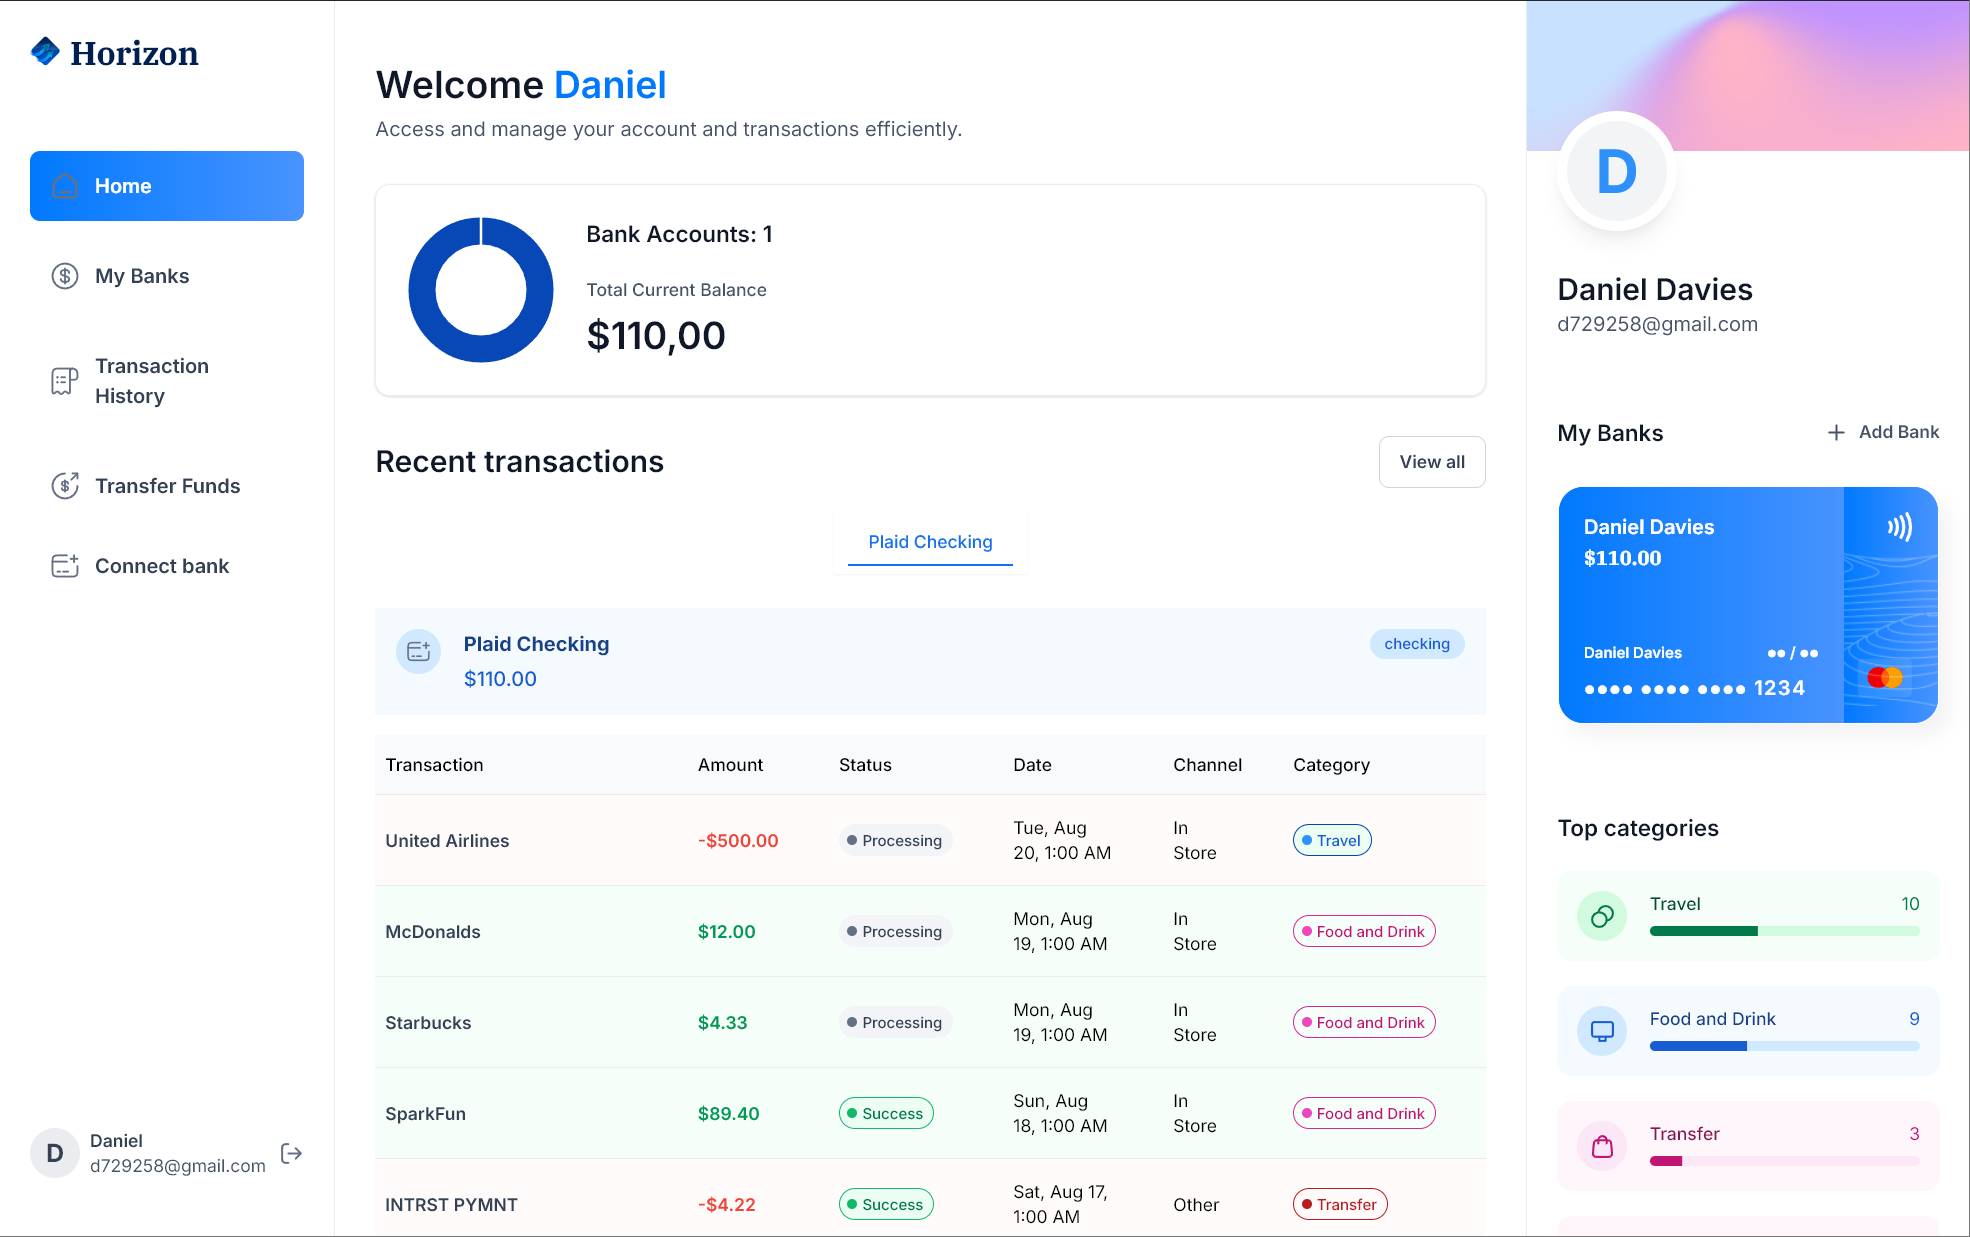 Horizon
Home
My Banks
Transaction
History
Transfer Funds
Connect bank
D
Daniel
d729258@gmail.com
Welcome Daniel
Access and manage your account and transactions efficiently.
Bank Accounts: 1
Total Current Balance
$110,00
Recent transactions
View all
Plaid Checking
Plaid Checking
$110.00
checking
Transaction Amount Status Date Channel Category
United Airlines -$500.00 Processing Tue, Aug 20, 1:00 AM In Store Travel
McDonalds $12.00 Processing Mon, Aug 19, 1:00 AM In Store Food and Drink
Starbucks $4.33 Processing Mon, Aug 19, 1:00 AM In Store Food and Drink
SparkFun $89.40 Success Sun, Aug 18, 1:00 AM In Store Food and Drink
INTRST PYMNT -$4.22 Success Sat, Aug 17, 1:00 AM Other Transfer
D
Daniel Davies
d729258@gmail.com
My Banks
+ Add Bank
Daniel Davies
$110.00
Daniel Davies ●● / ●●
●●●● ●●●● ●●●● 1234
Top categories
Travel 10
Food and Drink 9
Transfer 3